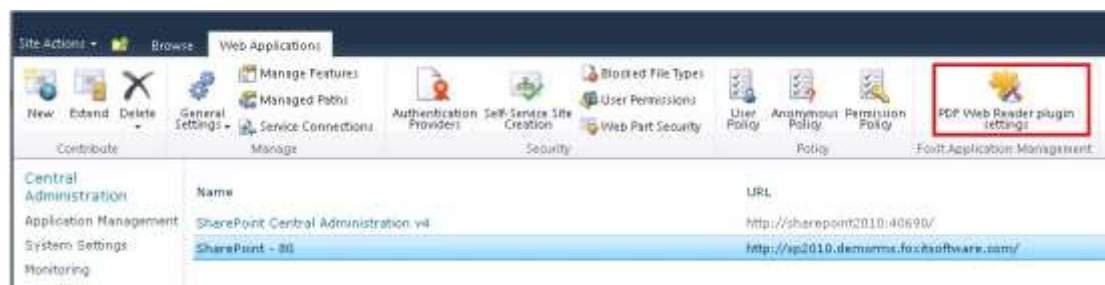 Site Actions Browse Web Applications
New Extend Delete
General Settings
Manage Features
Managed Paths
Service Connections
Authentication Providers
Self-Service Site Creation
Blocked File Types
User Permissions
Web Part Security
User Policy
Anonymous Policy
Permission Policy
PDF Web Reader plugin settings
Contribute Manage Security Policy Foxit Application Management
Central Administration
Application Management
System Settings
Monitoring
Name URL
SharePoint Central Administration v4 http://sharepoint2010:40690/
SharePoint - 80 http://sp2010.demorms.foxitsoftware.com/